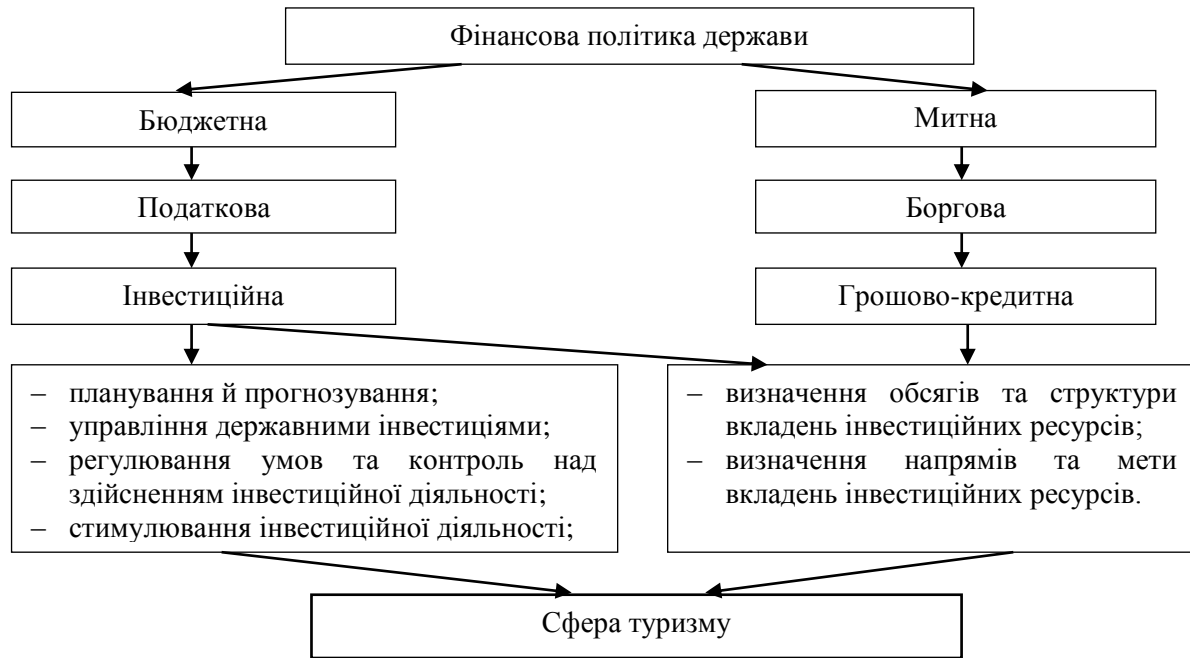 Фінансова політика держави
Бюджетна
Митна
Податкова
Боргова
Інвестиційна
Грошово-кредитна
– планування й прогнозування;
– управління державними інвестиціями;
– регулювання умов та контроль над
здійсненням інвестиційної діяльності;
– стимулювання інвестиційної діяльності;
– визначення обсягів та структури
вкладень інвестиційних ресурсів;
– визначення напрямів та мети
вкладень інвестиційних ресурсів.
Сфера туризму